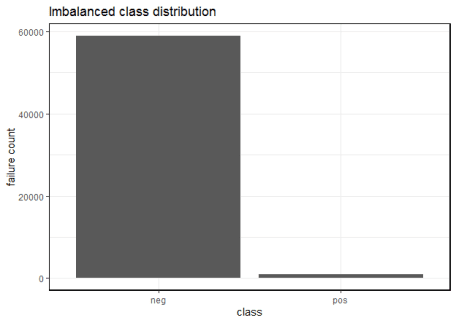 Imbalanced class distribution
failure count
60000
40000
20000
0
neg
pos
class